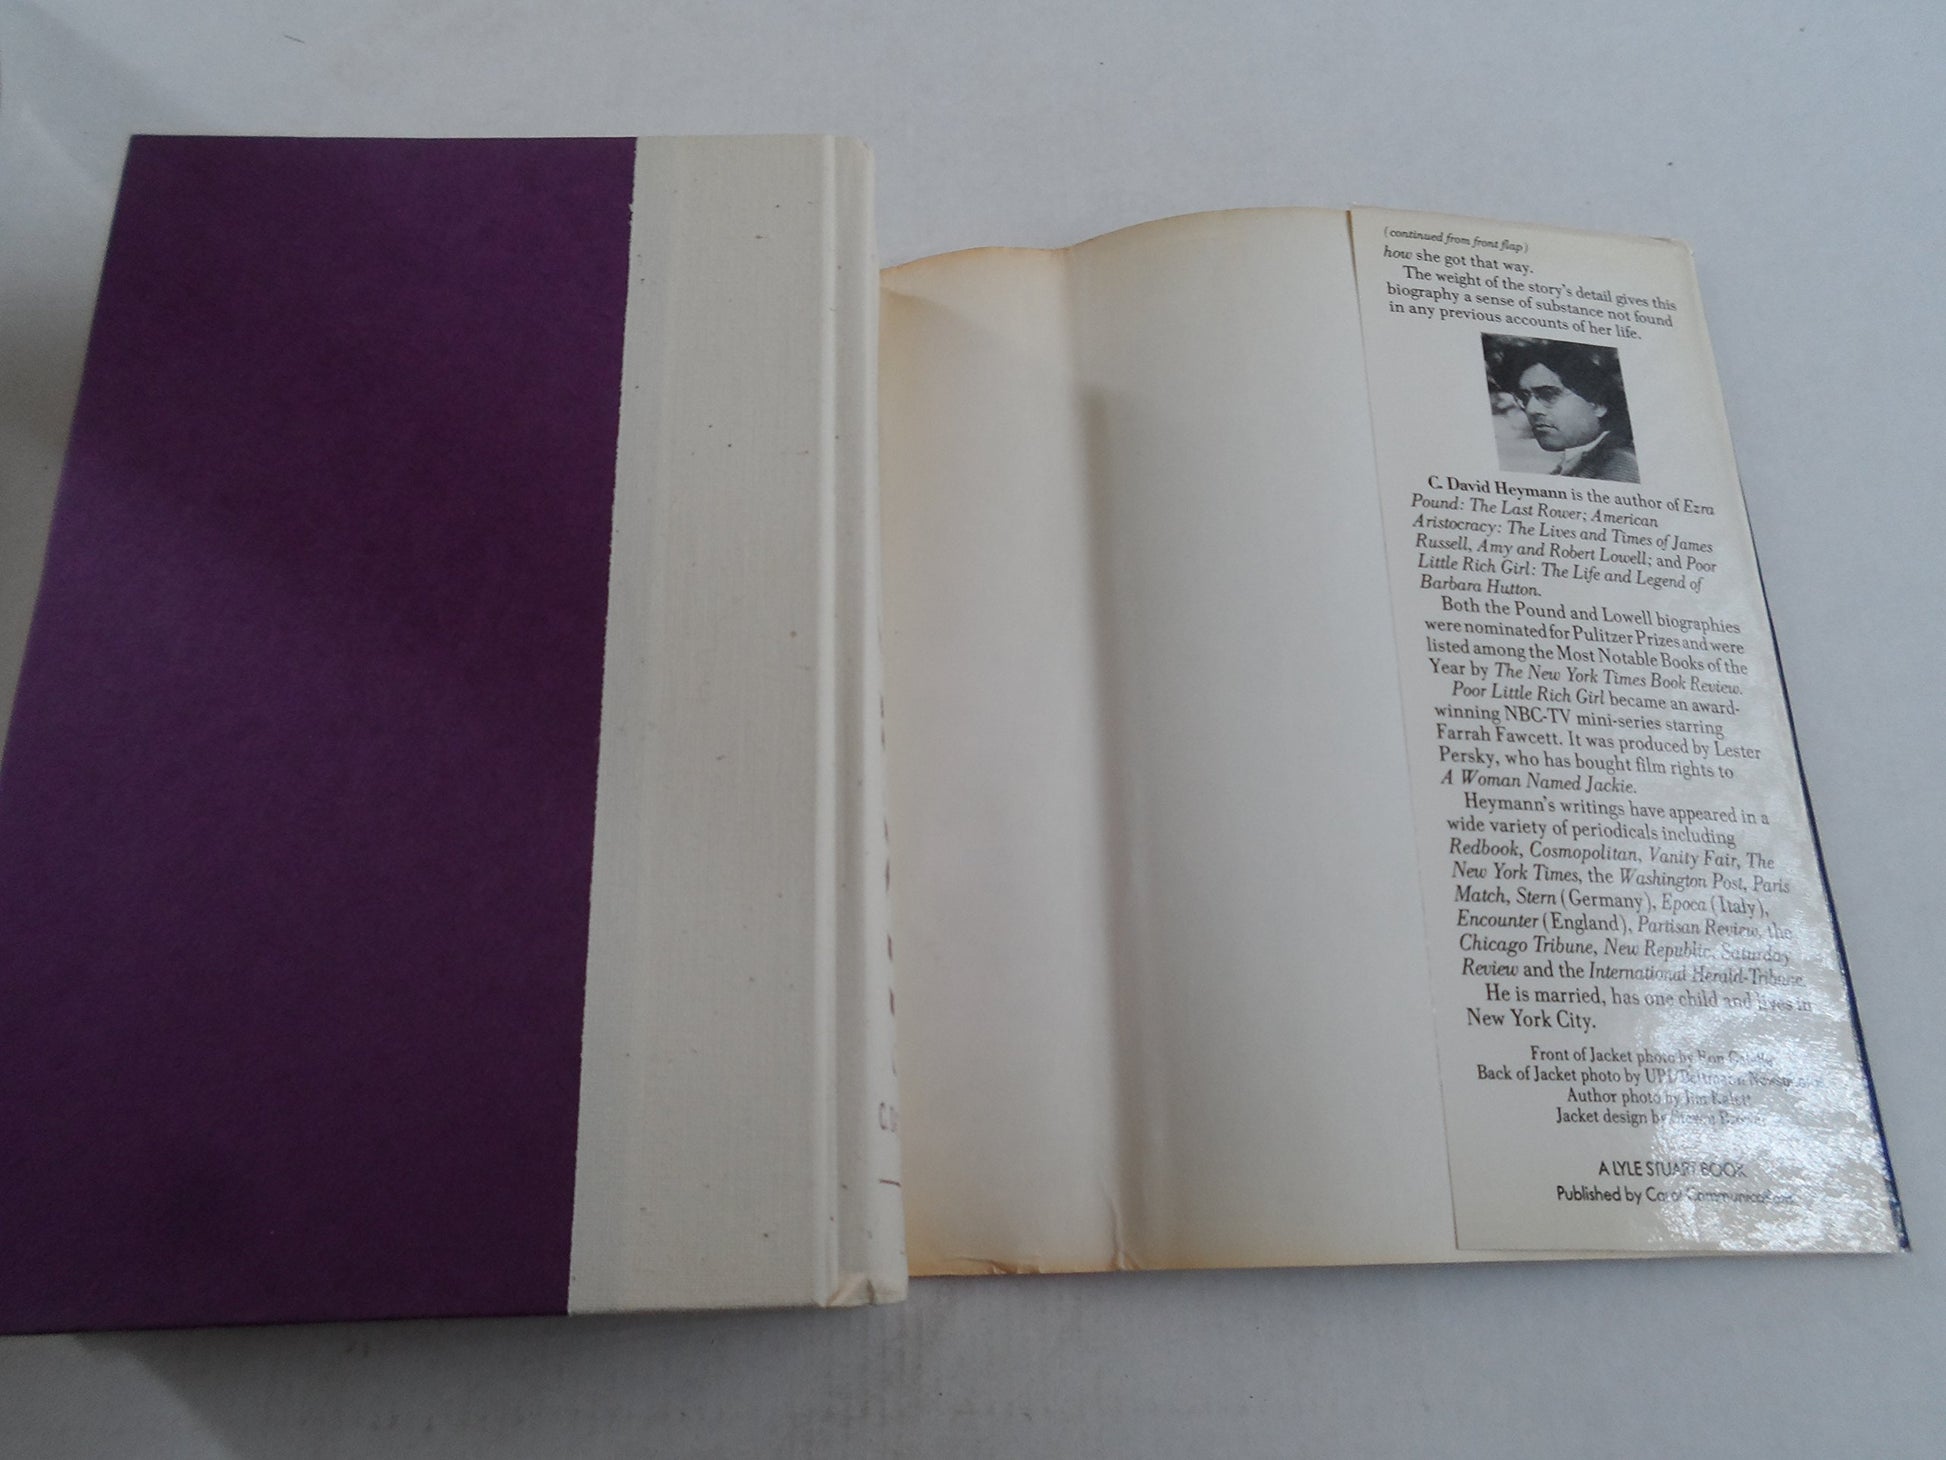 (continued from front flap)
how she got that way.
The weight of the story's detail gives this
biography a sense of substance not found
in any previous accounts of her life.
C. David Heymann is the author of Ezra
Pound: The Last Rower; American
Aristocracy: The Lives and Times of James
Russell, Amy and Robert Lowell; and Poor
Little Rich Girl: The Life and Legend of
Barbara Hutton.
Both the Pound and Lowell biographies
were nominated for Pulitzer Prizes and were
listed among the Most Notable Books of the
Year by The New York Times Book Review.
Poor Little Rich Girl became an award-
winning NBC-TV mini-series starring
Farrah Fawcett. It was produced by Lester
Persky, who has bought film rights to
A Woman Named Jackie.
Heymann's writings have appeared in a
wide variety of periodicals including
Redbook, Cosmopolitan, Vanity Fair, The
New York Times, the Washington Post, Paris
Match, Stern (Germany), Epoca (Italy),
Encounter (England), Partisan Review, the
Chicago Tribune, New Republic, Saturday
Review and the International Herald-Tribune.
He is married, has one child and lives in
New York City.
Front of Jacket photo by Ron
Back of Jacket photo by UPI/
Author photo by Jim
Jacket design by
A LYLE STUART BOOK
Published by Carol Communications